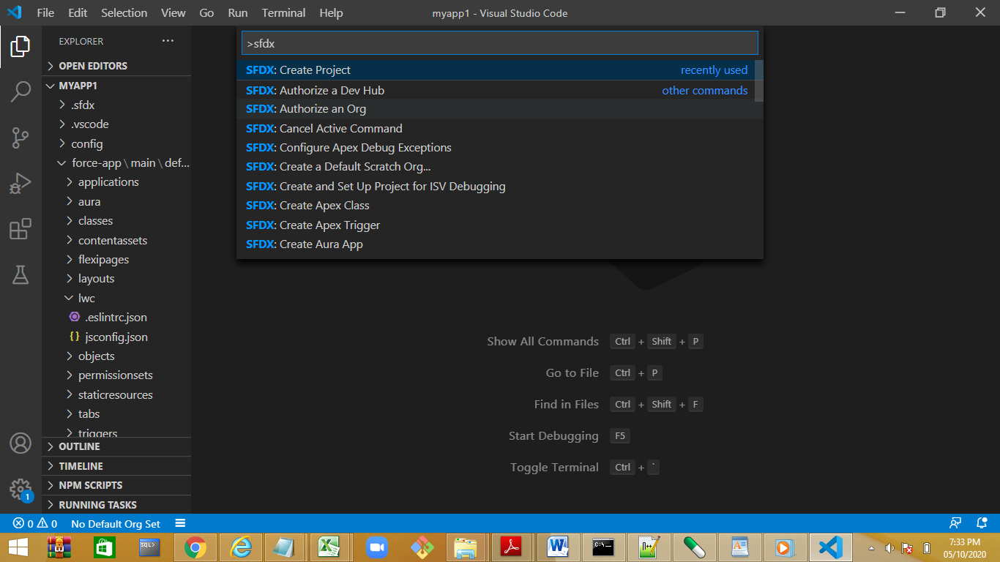 File Edit Selection View Go Run Terminal Help
myapp1 - Visual Studio Code
EXPLORER
OPEN EDITORS
MYAPP1
.sfdx
.vscode
config
force-app \ main \ def...
applications
aura
classes
contentassets
flexipages
layouts
lwc
.eslintrc.json
{} jsconfig.json
objects
permissionsets
staticresources
tabs
triggers
OUTLINE
TIMELINE
NPM SCRIPTS
RUNNING TASKS
>sfdx
SFDX: Create Project recently used
SFDX: Authorize a Dev Hub other commands
SFDX: Authorize an Org
SFDX: Cancel Active Command
SFDX: Configure Apex Debug Exceptions
SFDX: Create a Default Scratch Org...
SFDX: Create and Set Up Project for ISV Debugging
SFDX: Create Apex Class
SFDX: Create Apex Trigger
SFDX: Create Aura App
Show All Commands Ctrl + Shift + P
Go to File Ctrl + P
Find in Files Ctrl + Shift + F
Start Debugging F5
Toggle Terminal Ctrl + `
1
0 0 No Default Org Set
SQL>
C:\_
7:33 PM
05/10/2020